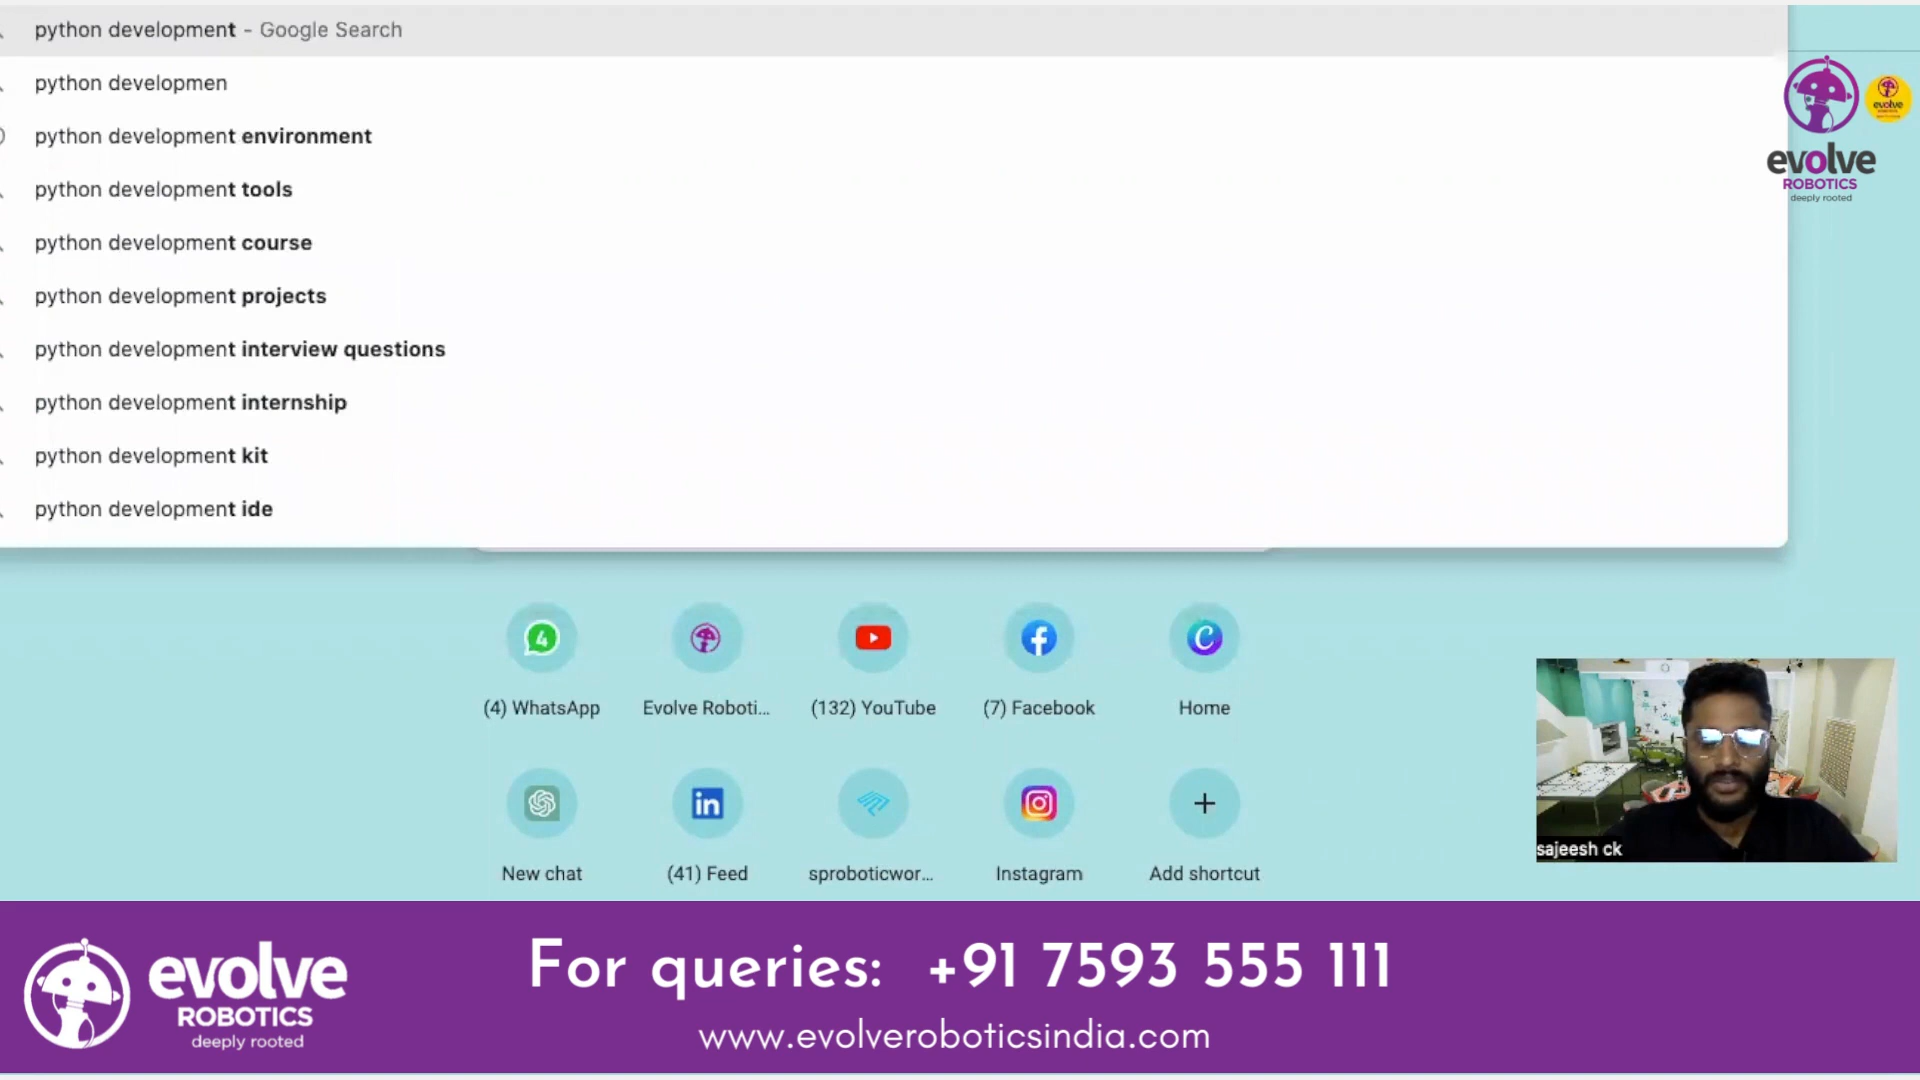 python development - Google Search
python developmen
python development environment
python development tools
python development course
python development projects
python development interview questions
python development internship
python development kit
python development ide
evolve
ROBOTICS
deeply rooted
evolve
4
(4) WhatsApp
Evolve Roboti...
(132) YouTube
(7) Facebook
C
Home
in
New chat
(41) Feed
sproboticwor...
Instagram
Add shortcut
sajeesh ck
evolve
ROBOTICS
deeply rooted
For queries: +91 7593 555 111
www.evolveroboticsindia.com